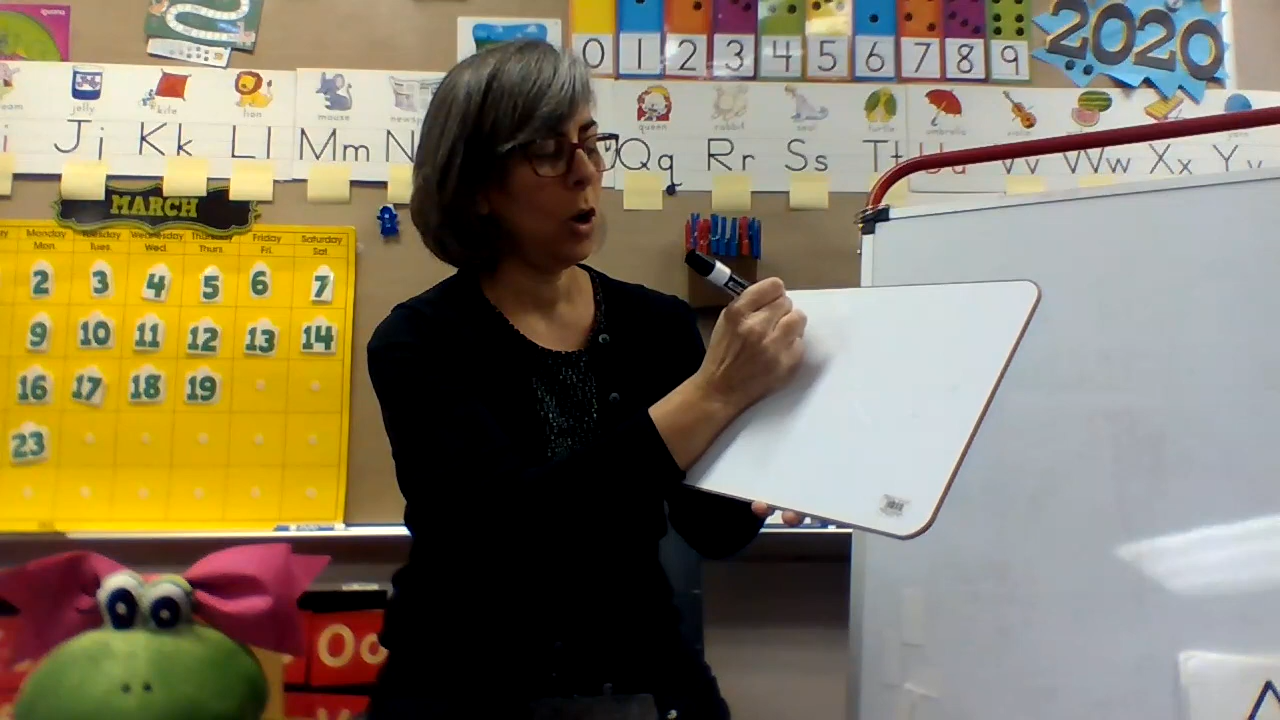 iguana
0 1 2 3 4 5 6 7 8 9
2020
jelly kite lion mouse queen rabbit seal turtle umbrella violin
i Jj Kk Ll Mm N Qq Rr Ss Tt Uu Vv Ww Xx Yy
MARCH
Monday Tuesday Wednesday Thursday Friday Saturday
Mon. Tues. Wed. Thurs. Fri. Sat.
2 3 4 5 6 7
9 10 11 12 13 14
16 17 18 19
23
Oo